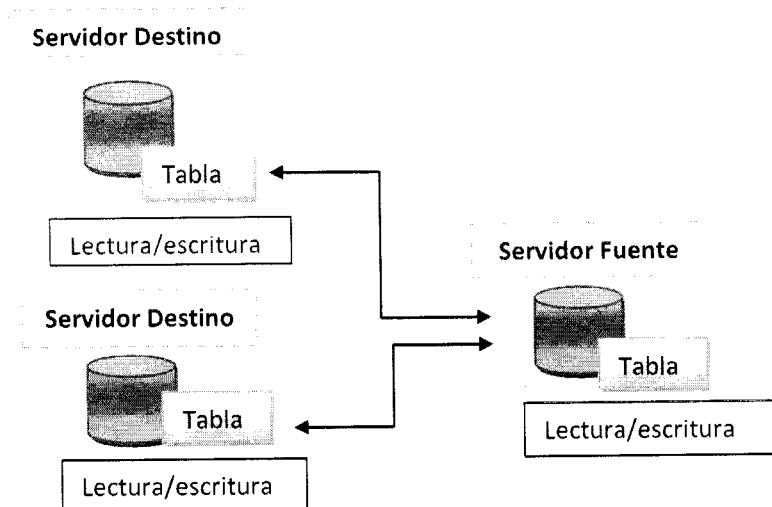 Servidor Destino
Tabla
Lectura/escritura
Servidor Fuente
Tabla
Lectura/escritura
Servidor Destino
Tabla
Lectura/escritura